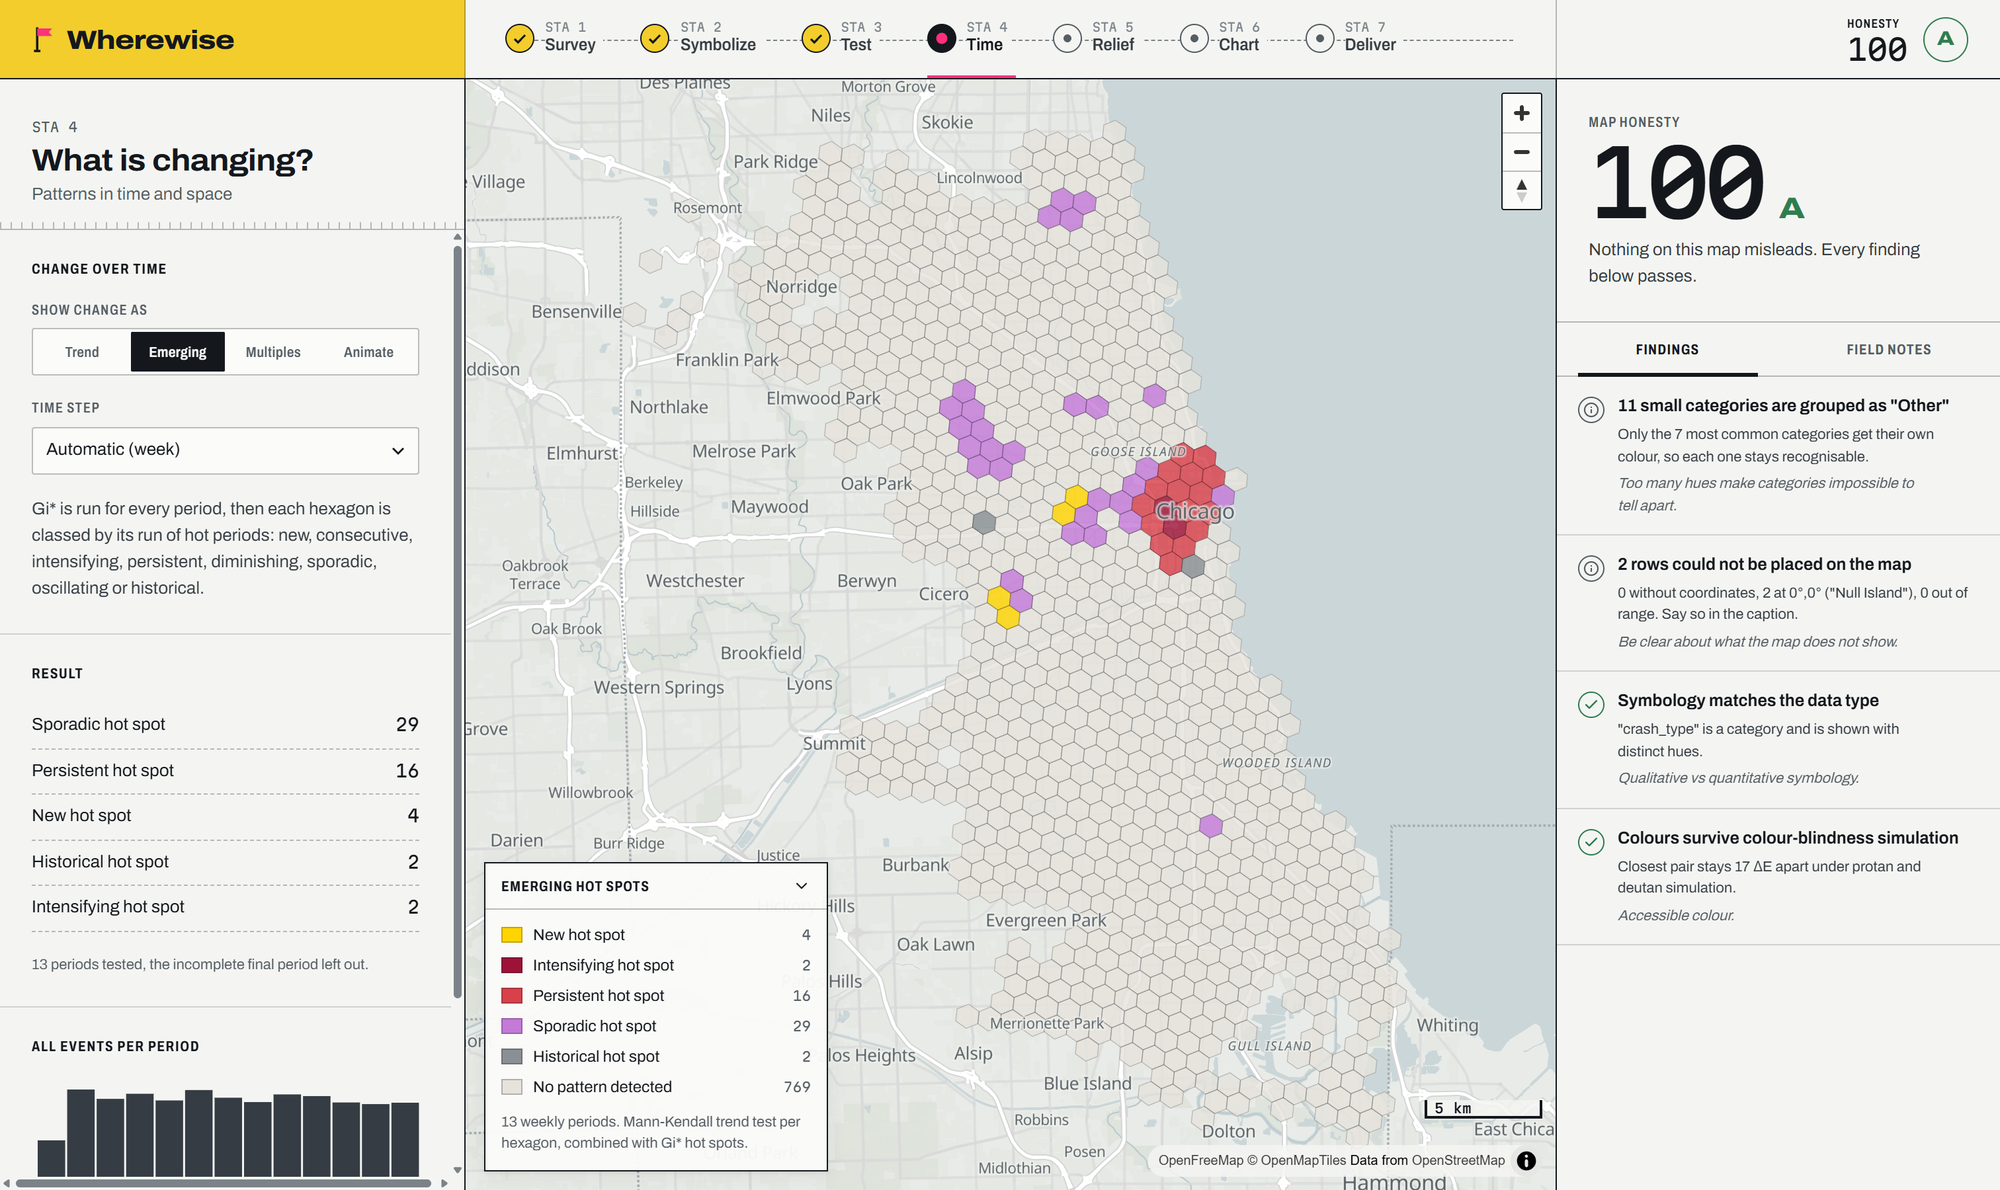 Wherewise
STA 1
Survey
STA 2
Symbolize
STA 3
Test
STA 4
Time
STA 5
Relief
STA 6
Chart
STA 7
Deliver
HONESTY
100
A
STA 4
What is changing?
Patterns in time and space
CHANGE OVER TIME
SHOW CHANGE AS
Trend
Emerging
Multiples
Animate
TIME STEP
Automatic (week)
Gi* is run for every period, then each hexagon is
classed by its run of hot periods: new, consecutive,
intensifying, persistent, diminishing, sporadic,
oscillating or historical.
RESULT
Sporadic hot spot 29
Persistent hot spot 16
New hot spot 4
Historical hot spot 2
Intensifying hot spot 2
13 periods tested, the incomplete final period left out.
ALL EVENTS PER PERIOD
Des Plaines
Morton Grove
Niles
Skokie
Park Ridge
Village
Lincolnwood
Rosemont
Norridge
Bensenville
Franklin Park
ddison
Elmwood Park
Northlake
Melrose Park
Elmhurst
GOOSE ISLAND
Berkeley
Oak Park
Maywood
Hillside
Chicago
Oakbrook
Terrace
Westchester
Berwyn
Cicero
Oak Brook
Brookfield
Western Springs
Lyons
Grove
Summit
WOODED ISLAND
Willowbrook
Darien
Burr Ridge
Justice
Burbank
Hills
Evergreen Park
Oak Lawn
Hills
Merrionette Park
Whiting
GULL ISLAND
los Heights
Alsip
Blue Island
Robbins
Dolton
East Chica
Posen
Midlothian
Hammond
EMERGING HOT SPOTS
New hot spot 4
Intensifying hot spot 2
Persistent hot spot 16
Sporadic hot spot 29
Historical hot spot 2
No pattern detected 769
13 weekly periods. Mann-Kendall trend test per
hexagon, combined with Gi* hot spots.
5 km
OpenFreeMap © OpenMapTiles Data from OpenStreetMap
MAP HONESTY
100 A
Nothing on this map misleads. Every finding
below passes.
FINDINGS
FIELD NOTES
11 small categories are grouped as "Other"
Only the 7 most common categories get their own
colour, so each one stays recognisable.
Too many hues make categories impossible to
tell apart.
2 rows could not be placed on the map
0 without coordinates, 2 at 0°,0° ("Null Island"), 0 out of
range. Say so in the caption.
Be clear about what the map does not show.
Symbology matches the data type
"crash_type" is a category and is shown with
distinct hues.
Qualitative vs quantitative symbology.
Colours survive colour-blindness simulation
Closest pair stays 17 ΔE apart under protan and
deutan simulation.
Accessible colour.